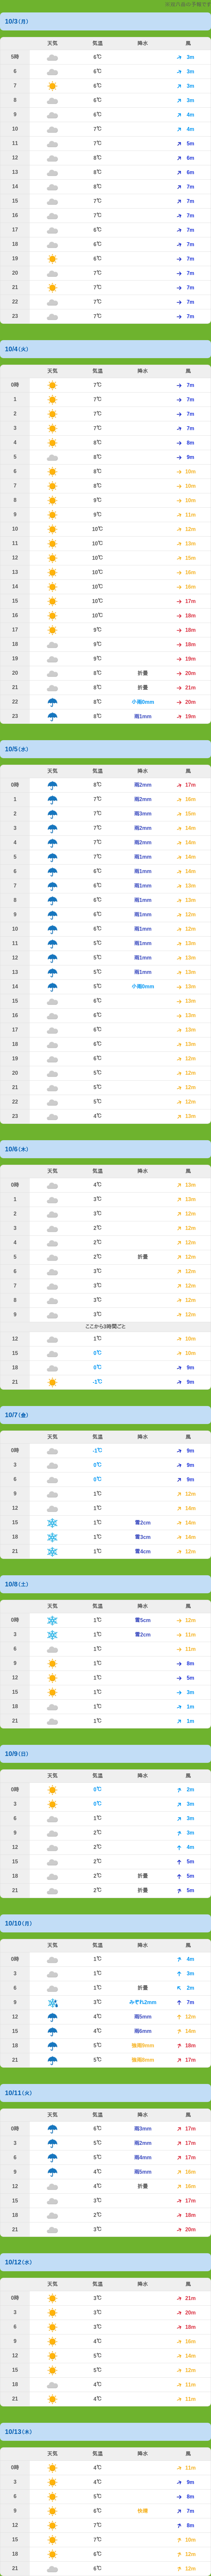 10/3（月）
天気 気温 降水 風
5時 6℃ 3m
6 6℃ 3m
7 6℃ 3m
8 6℃ 3m
9 6℃ 4m
10 7℃ 4m
11 7℃ 5m
12 8℃ 6m
13 8℃ 6m
14 8℃ 7m
15 7℃ 7m
16 7℃ 7m
17 6℃ 7m
18 6℃ 7m
19 6℃ 7m
20 7℃ 7m
21 7℃ 7m
22 7℃ 7m
23 7℃ 7m
10/4（火）
天気 気温 降水 風
0時 7℃ 7m
1 7℃ 7m
2 7℃ 7m
3 7℃ 7m
4 8℃ 8m
5 8℃ 9m
6 8℃ 10m
7 8℃ 10m
8 9℃ 10m
9 9℃ 11m
10 10℃ 12m
11 10℃ 13m
12 10℃ 15m
13 10℃ 16m
14 10℃ 16m
15 10℃ 17m
16 10℃ 18m
17 9℃ 18m
18 9℃ 18m
19 9℃ 19m
20 8℃ 折畳 20m
21 8℃ 折畳 21m
22 8℃ 小雨0mm 20m
23 8℃ 雨1mm 19m
10/5（水）
天気 気温 降水 風
0時 8℃ 雨2mm 17m
1 7℃ 雨2mm 16m
2 7℃ 雨3mm 15m
3 7℃ 雨2mm 14m
4 7℃ 雨2mm 14m
5 7℃ 雨1mm 14m
6 6℃ 雨1mm 14m
7 6℃ 雨1mm 13m
8 6℃ 雨1mm 13m
9 6℃ 雨1mm 12m
10 6℃ 雨1mm 12m
11 5℃ 雨1mm 13m
12 5℃ 雨1mm 13m
13 5℃ 雨1mm 13m
14 5℃ 小雨0mm 13m
15 6℃ 13m
16 6℃ 13m
17 6℃ 13m
18 6℃ 13m
19 6℃ 12m
20 5℃ 12m
21 5℃ 12m
22 5℃ 12m
23 4℃ 13m
10/6（木）
天気 気温 降水 風
0時 4℃ 13m
1 3℃ 13m
2 3℃ 12m
3 2℃ 12m
4 2℃ 12m
5 2℃ 折畳 12m
6 3℃ 12m
7 3℃ 12m
8 3℃ 12m
9 3℃ 12m
ここから3時間ごと
12 1℃ 10m
15 0℃ 10m
18 0℃ 9m
21 -1℃ 9m
10/7（金）
天気 気温 降水 風
0時 -1℃ 9m
3 0℃ 9m
6 0℃ 9m
9 1℃ 12m
12 1℃ 14m
15 1℃ 雪2cm 14m
18 1℃ 雪3cm 14m
21 1℃ 雪4cm 12m
10/8（土）
天気 気温 降水 風
0時 1℃ 雪5cm 12m
3 1℃ 雪2cm 11m
6 1℃ 11m
9 1℃ 8m
12 1℃ 5m
15 1℃ 3m
18 1℃ 1m
21 1℃ 1m
10/9（日）
天気 気温 降水 風
0時 0℃ 2m
3 0℃ 3m
6 1℃ 3m
9 2℃ 3m
12 2℃ 4m
15 2℃ 5m
18 2℃ 折畳 5m
21 2℃ 折畳 5m
10/10（月）
天気 気温 降水 風
0時 1℃ 4m
3 1℃ 3m
6 1℃ 折畳 2m
9 3℃ みぞれ2mm 7m
12 4℃ 雨5mm 12m
15 4℃ 雨6mm 14m
18 5℃ 18m
21 5℃ 17m
10/11（火）
天気 気温 降水 風
0時 6℃ 雨3mm 17m
3 5℃ 雨2mm 17m
6 5℃ 雨4mm 17m
9 4℃ 雨5mm 16m
12 4℃ 折畳 16m
15 3℃ 17m
18 2℃ 18m
21 3℃ 20m
10/12（水）
天気 気温 降水 風
0時 3℃ 21m
3 3℃ 20m
6 3℃ 18m
9 4℃ 16m
12 5℃ 14m
15 5℃ 12m
18 4℃ 11m
21 4℃ 11m
10/13（木）
天気 気温 降水 風
0時 4℃ 11m
3 4℃ 9m
6 5℃ 8m
9 6℃ 快晴 7m
12 7℃ 8m
15 7℃ 10m
18 6℃ 12m
21 6℃ 12m